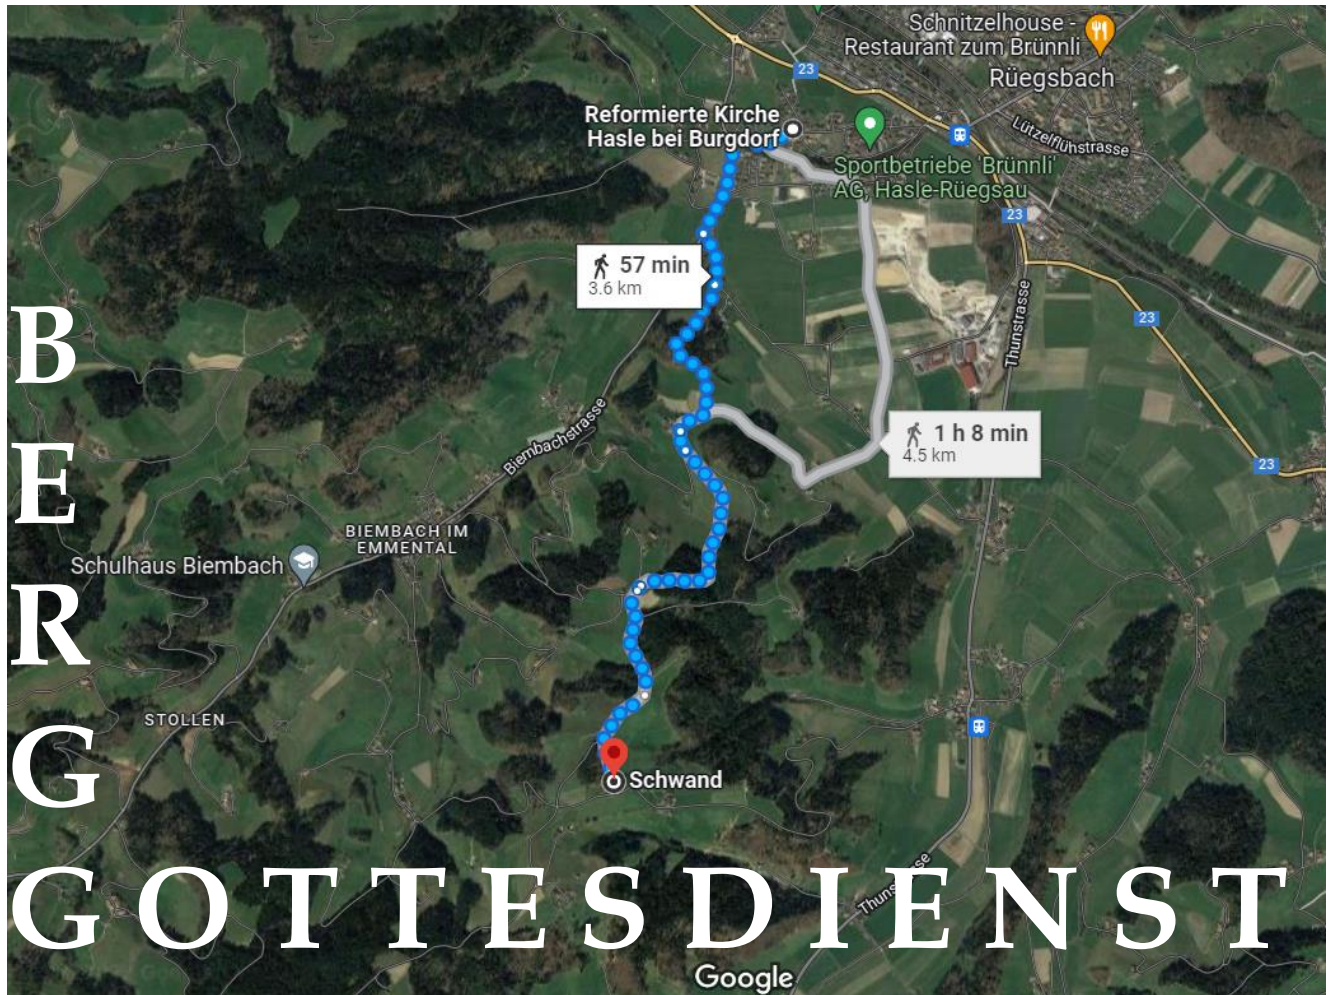 Schnitzelhouse -
Restaurant zum Brünnli
23
Rüegsbach
Reformierte Kirche
Hasle bei Burgdorf
Lützelflühstrasse
Sportbetriebe 'Brünnli'
AG, Hasle-Rüegsau
23
57 min
3.6 km
Thunstrasse
23
Biembachstrasse
1 h 8 min
4.5 km
23
BIEMBACH IM
EMMENTAL
Schulhaus Biembach
STOLLEN
Schwand
Thunstrasse
B
E
R
G
GOTTESDIENST
Google